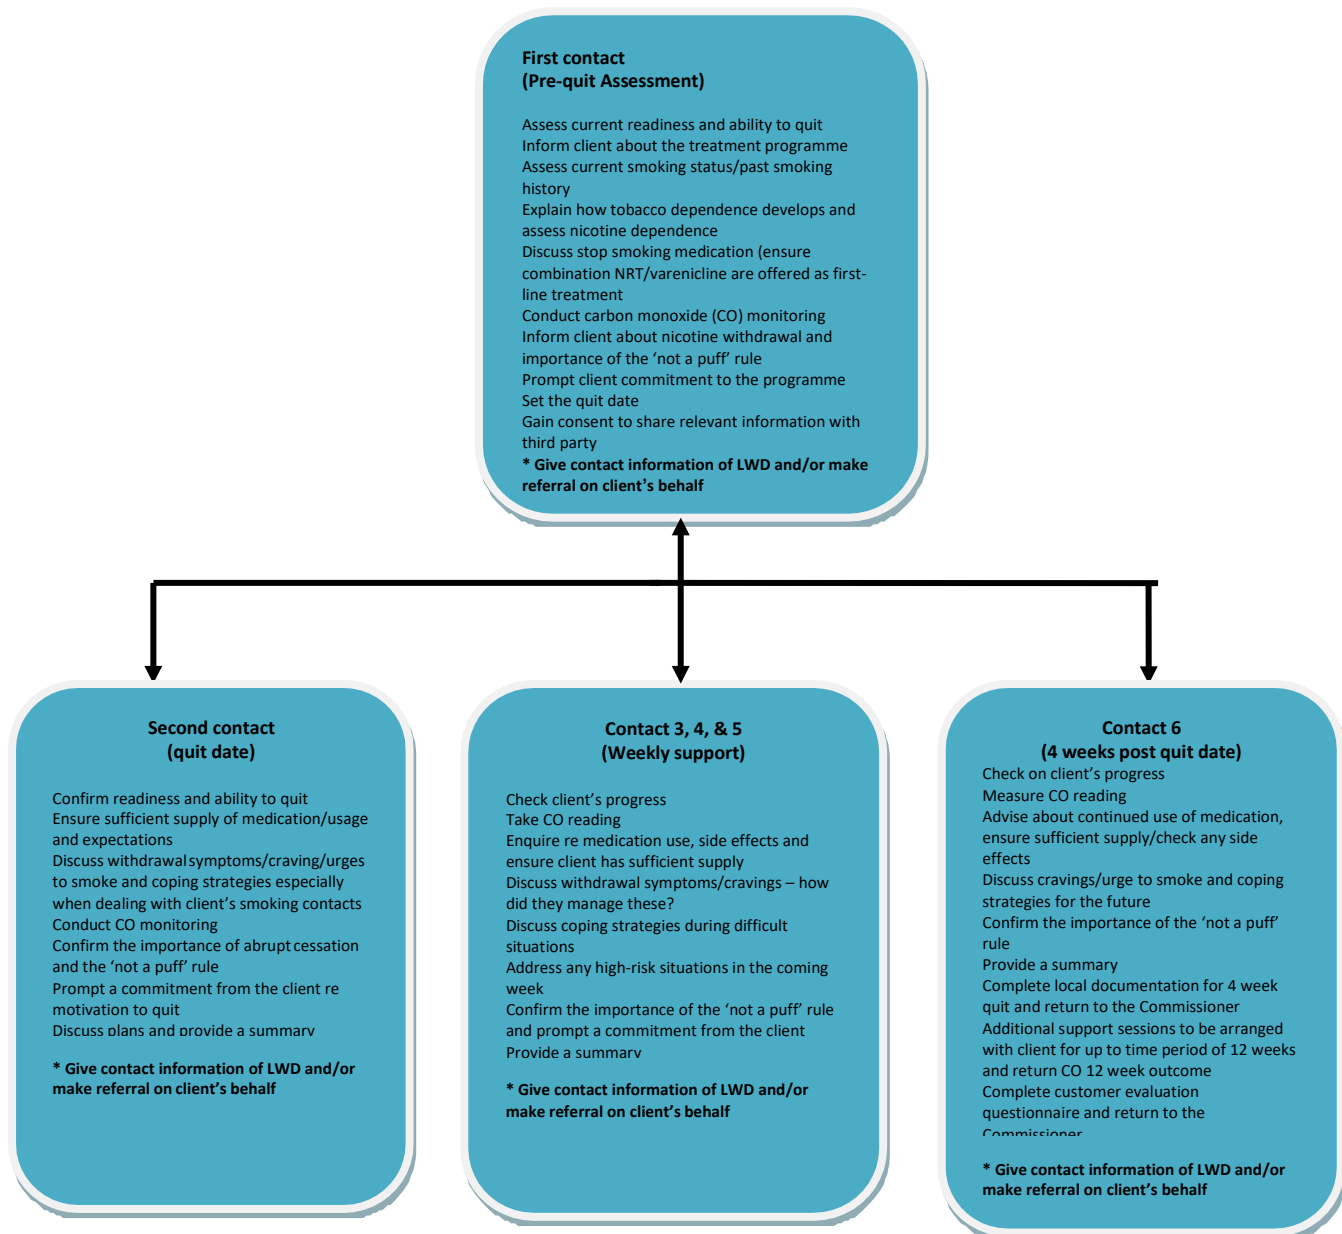 First contact
(Pre-quit Assessment)
Assess current readiness and ability to quit
Inform client about the treatment programme
Assess current smoking status/past smoking
history
Explain how tobacco dependence develops and
assess nicotine dependence
Discuss stop smoking medication (ensure
combination NRT/varenicline are offered as first-
line treatment
Conduct carbon monoxide (CO) monitoring
Inform client about nicotine withdrawal and
importance of the ‘not a puff’ rule
Prompt client commitment to the programme
Set the quit date
Gain consent to share relevant information with
third party
* Give contact information of LWD and/or make
referral on client’s behalf
Second contact
(quit date)
Confirm readiness and ability to quit
Ensure sufficient supply of medication/usage
and expectations
Discuss withdrawal symptoms/craving/urges
to smoke and coping strategies especially
when dealing with client’s smoking contacts
Conduct CO monitoring
Confirm the importance of abrupt cessation
and the ‘not a puff’ rule
Prompt a commitment from the client re
motivation to quit
Discuss plans and provide a summary
* Give contact information of LWD and/or
make referral on client’s behalf
Contact 3, 4, & 5
(Weekly support)
Check client’s progress
Take CO reading
Enquire re medication use, side effects and
ensure client has sufficient supply
Discuss withdrawal symptoms/cravings – how
did they manage these?
Discuss coping strategies during difficult
situations
Address any high-risk situations in the coming
week
Confirm the importance of the ‘not a puff’ rule
and prompt a commitment from the client
Provide a summary
* Give contact information of LWD and/or
make referral on client’s behalf
Contact 6
(4 weeks post quit date)
Check on client’s progress
Measure CO reading
Advise about continued use of medication,
ensure sufficient supply/check any side
effects
Discuss cravings/urge to smoke and coping
strategies for the future
Confirm the importance of the ‘not a puff’
rule
Provide a summary
Complete local documentation for 4 week
quit and return to the Commissioner
Additional support sessions to be arranged
with client for up to time period of 12 weeks
and return CO 12 week outcome
Complete customer evaluation
questionnaire and return to the
Commissioner
* Give contact information of LWD and/or
make referral on client’s behalf